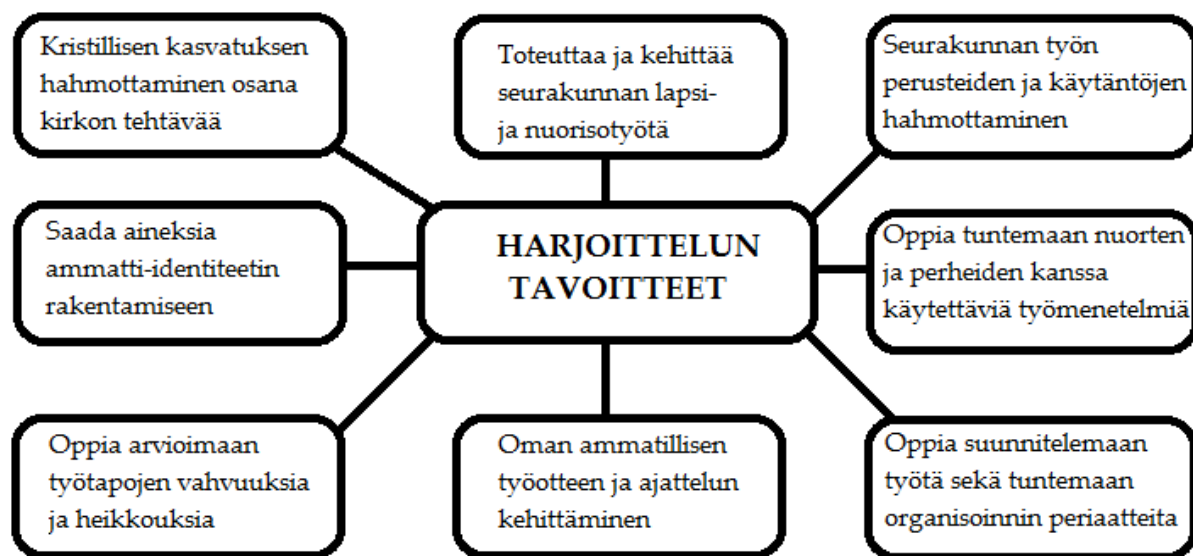 Kristillisen kasvatuksen
hahmottaminen osana
kirkon tehtävää
Toteuttaa ja kehittää
seurakunnan lapsi-
ja nuorisotyötä
Seurakunnan työn
perusteiden ja käytäntöjen
hahmottaminen
Saada aineksia
ammatti-identiteetin
rakentamiseen
HARJOITTELUN
TAVOITTEET
Oppia tuntemaan nuorten
ja perheiden kanssa
käytettäviä työmenetelmiä
Oppia arvioimaan
työtapojen vahvuuksia
ja heikkouksia
Oman ammatillisen
työotteen ja ajattelun
kehittäminen
Oppia suunnitelemaan
työtä sekä tuntemaan
organisoinnin periaatteita